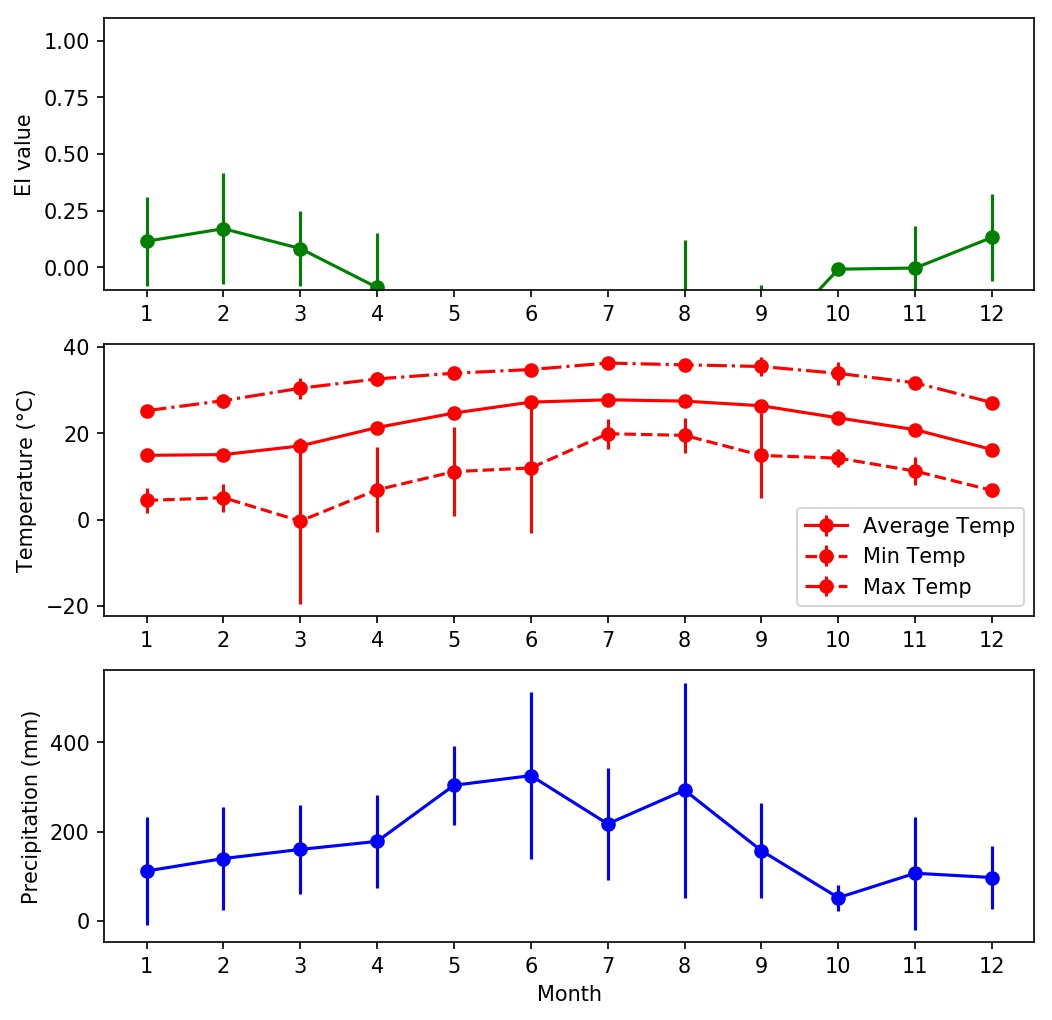 1.00
0.75
0.50
0.25
0.00
EI value
1 2 3 4 5 6 7 8 9 10 11 12
40
20
0
−20
Temperature (°C)
Average Temp
Min Temp
Max Temp
1 2 3 4 5 6 7 8 9 10 11 12
400
200
0
Precipitation (mm)
1 2 3 4 5 6 7 8 9 10 11 12
Month